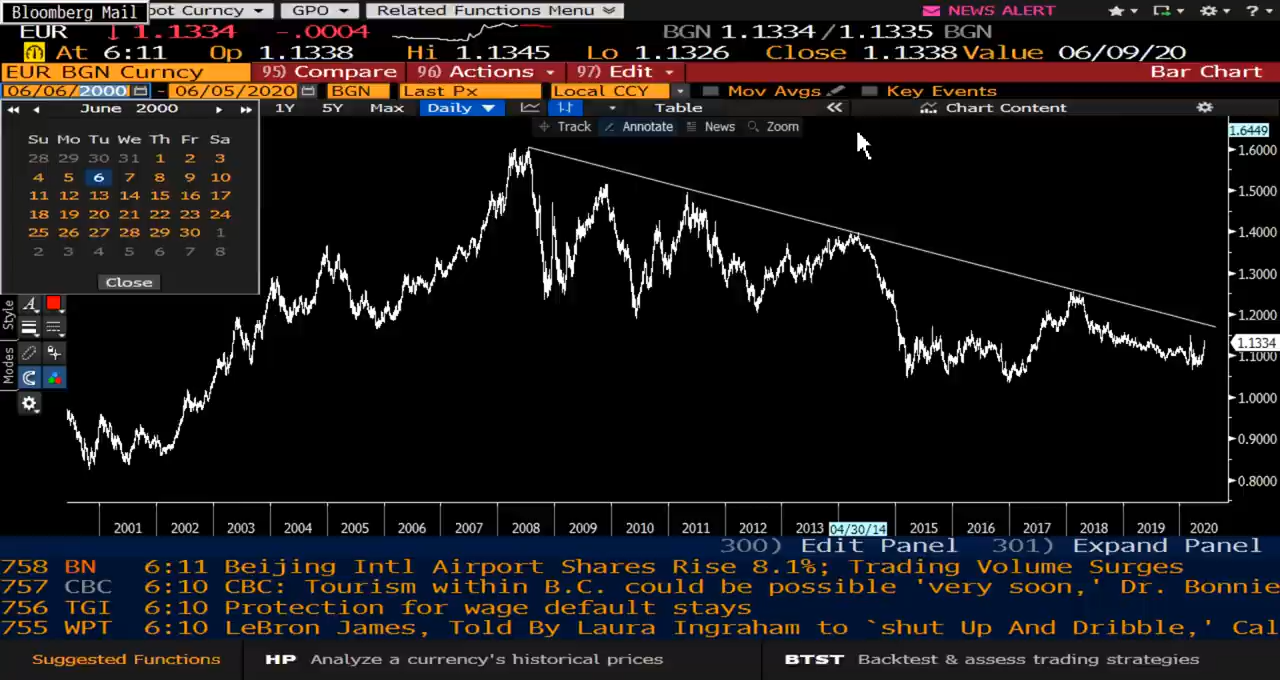 Bloomberg Mail pot Curncy GPO Related Functions Menu NEWS ALERT ?
EUR ↓ 1.1334 -.0004 BGN 1.1334/1.1335 BGN
At 6:11 Op 1.1338 Hi 1.1345 Lo 1.1326 Close 1.1338 Value 06/09/20
EUR BGN Curncy 95) Compare 96) Actions 97) Edit Bar Chart
06/06/2000 - 06/05/2020 BGN Last Px Local CCY Mov Avgs Key Events
June 2000 1Y 5Y Max Daily Table « Chart Content
Track Annotate News Zoom
Su Mo Tu We Th Fr Sa
28 29 30 31 1 2 3
4 5 6 7 8 9 10
11 12 13 14 15 16 17
18 19 20 21 22 23 24
25 26 27 28 29 30 1
2 3 4 5 6 7 8
Close
Style
Modes
A
1.6449
1.6000
1.5000
1.4000
1.3000
1.2000
1.1334
1.1000
1.0000
0.9000
0.8000
2001 2002 2003 2004 2005 2006 2007 2008 2009 2010 2011 2012 2013 04/30/14 2015 2016 2017 2018 2019 2020
300) Edit Panel 301) Expand Panel
758 BN 6:11 Beijing Intl Airport Shares Rise 8.1%; Trading Volume Surges
757 CBC 6:10 CBC: Tourism within B.C. could be possible 'very soon,' Dr. Bonnie
756 TGI 6:10 Protection for wage default stays
755 WPT 6:10 LeBron James, Told By Laura Ingraham to `shut Up And Dribble,' Cal
Suggested Functions HP Analyze a currency's historical prices BTST Backtest & assess trading strategies